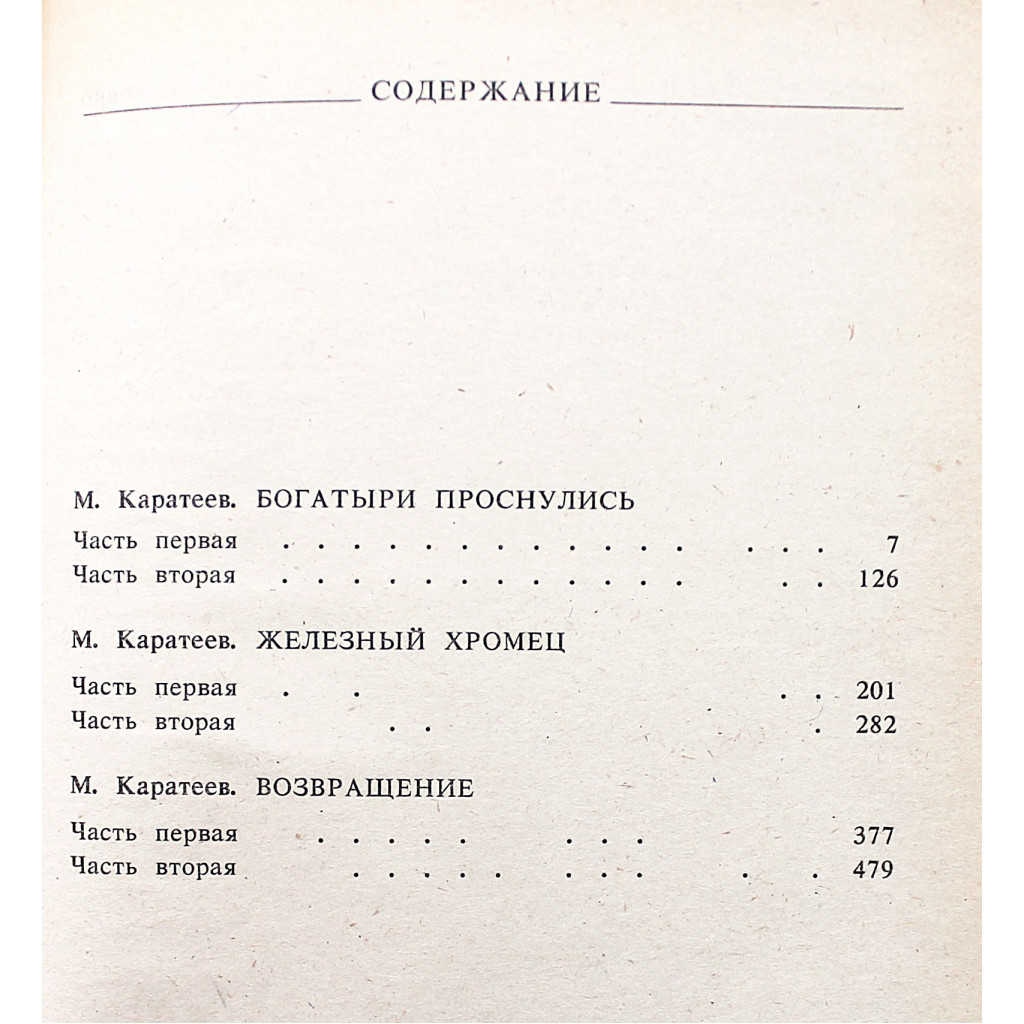 СОДЕРЖАНИЕ
М. Каратеев. БОГАТЫРИ ПРОСНУЛИСЬ
Часть первая . . . . . . . . . . . . . . . 7
Часть вторая . . . . . . . . . . . . . . 126
М. Каратеев. ЖЕЛЕЗНЫЙ ХРОМЕЦ
Часть первая . . . . 201
Часть вторая . . . 282
М. Каратеев. ВОЗВРАЩЕНИЕ
Часть первая . . . . . . . . 377
Часть вторая . . . . . . . . . . 479